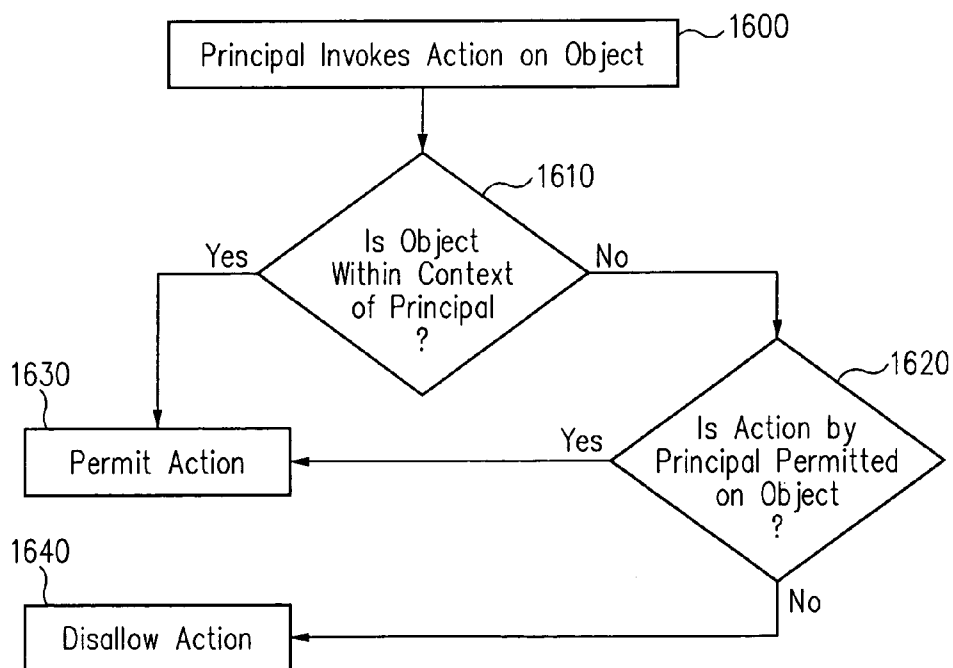 1600
Principal Invokes Action on Object
1610
Is Object
Within Context
of Principal
?
Yes
No
1630
Permit Action
1620
Is Action by
Principal Permitted
on Object
?
Yes
No
1640
Disallow Action